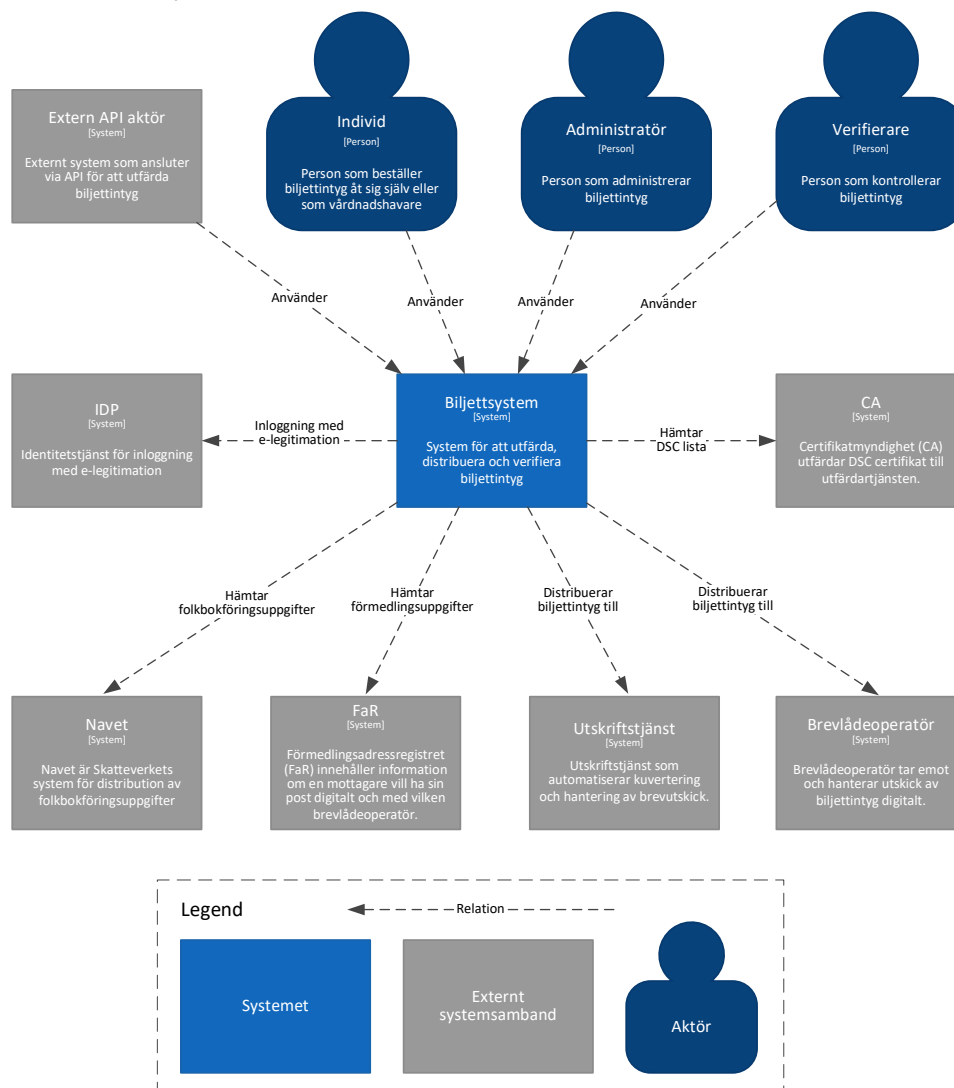 Extern API aktör
[System]
Externt system som ansluter
via API för att utfärda
biljettintyg
Individ
[Person]
Person som beställer
biljettintyg åt sig själv eller
som vårdnadshavare
Administratör
[Person]
Person som administrerar
biljettintyg
Verifierare
[Person]
Person som kontrollerar
biljettintyg
Använder
Använder
Använder
Använder
IDP
[System]
Identitetstjänst för inloggning
med e-legitimation
Inloggning med
e-legitimation
Biljettsystem
[System]
System för att utfärda,
distribuera och verifiera
biljettintyg
Hämtar
DSC lista
CA
[System]
Certifikatmyndighet (CA)
utfärdar DSC certifikat till
utfärdartjänsten.
Hämtar
folkbokföringsuppgifter
Hämtar
förmedlingsuppgifter
Distribuerar
biljettintyg till
Distribuerar
biljettintyg till
Navet
[System]
Navet är Skatteverkets
system för distribution av
folkbokföringsuppgifter
FaR
[System]
Förmedlingsadressregistret
(FaR) innehåller information
om en mottagare vill ha sin
post digitalt och med vilken
brevlådeoperatör.
Utskriftstjänst
[System]
Utskriftstjänst som
automatiserar kuvertering
och hantering av brevutskick.
Brevlådeoperatör
[System]
Brevlådeoperatör tar emot
och hanterar utskick av
biljettintyg digitalt.
Legend
Relation
Systemet
Externt
systemsamband
Aktör